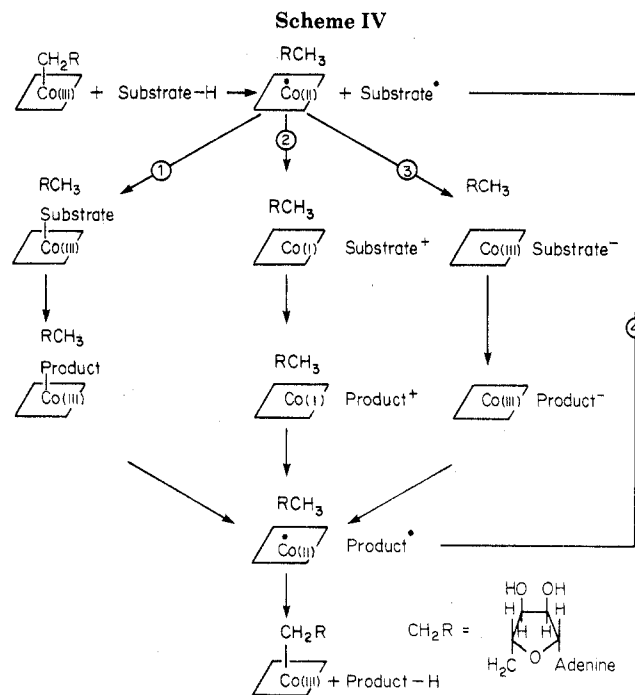 Scheme IV
CH₂R
Co(III) + Substrate-H
RCH₃
Co(II) + Substrate•
①
②
③
④
RCH₃
Substrate
Co(III)
RCH₃
Co(I) Substrate⁺
RCH₃
Co(III) Substrate⁻
RCH₃
Product
Co(III)
RCH₃
Co(I) Product⁺
Co(III) Product⁻
RCH₃
Co(II) Product•
CH₂R
Co(III) + Product-H
CH₂R =
HO OH
H H
H H
H₂C O Adenine